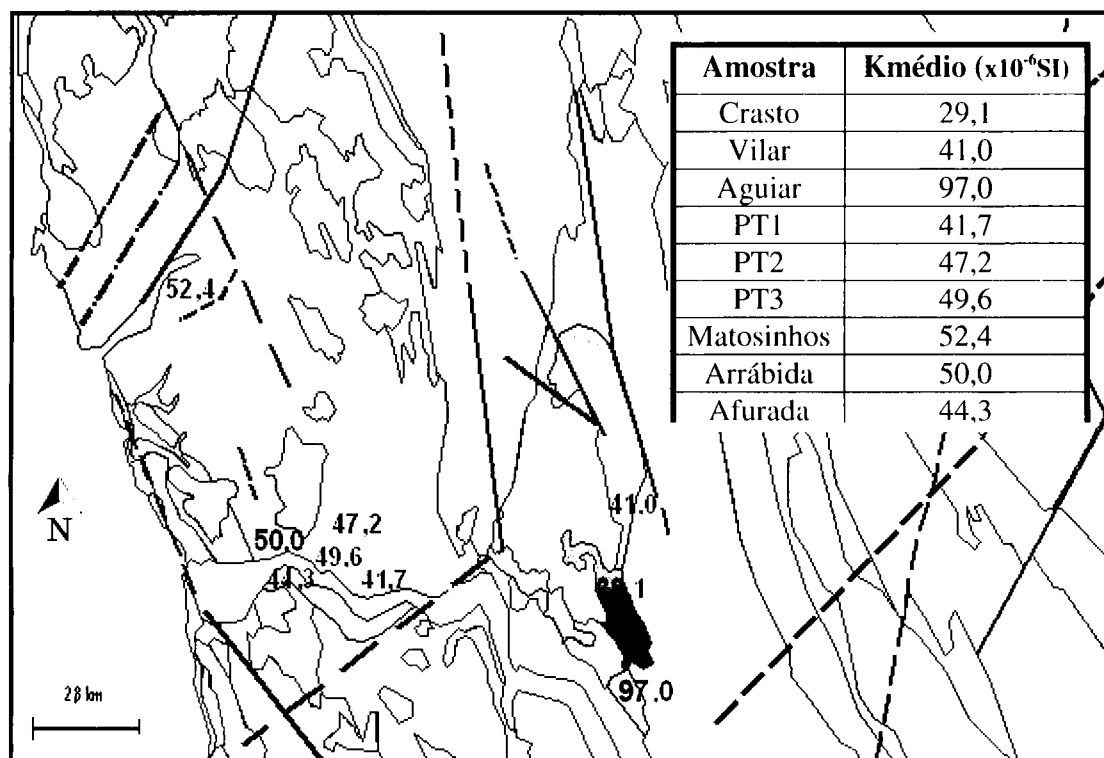 Amostra Kmédio (x10⁻⁶SI)
Crasto 29,1
Vilar 41,0
Aguiar 97,0
PT1 41,7
PT2 47,2
PT3 49,6
Matosinhos 52,4
Arrábida 50,0
Afurada 44,3
52,4
41.0
47,2
50,0
49,6
44,3 41,7
N
97,0